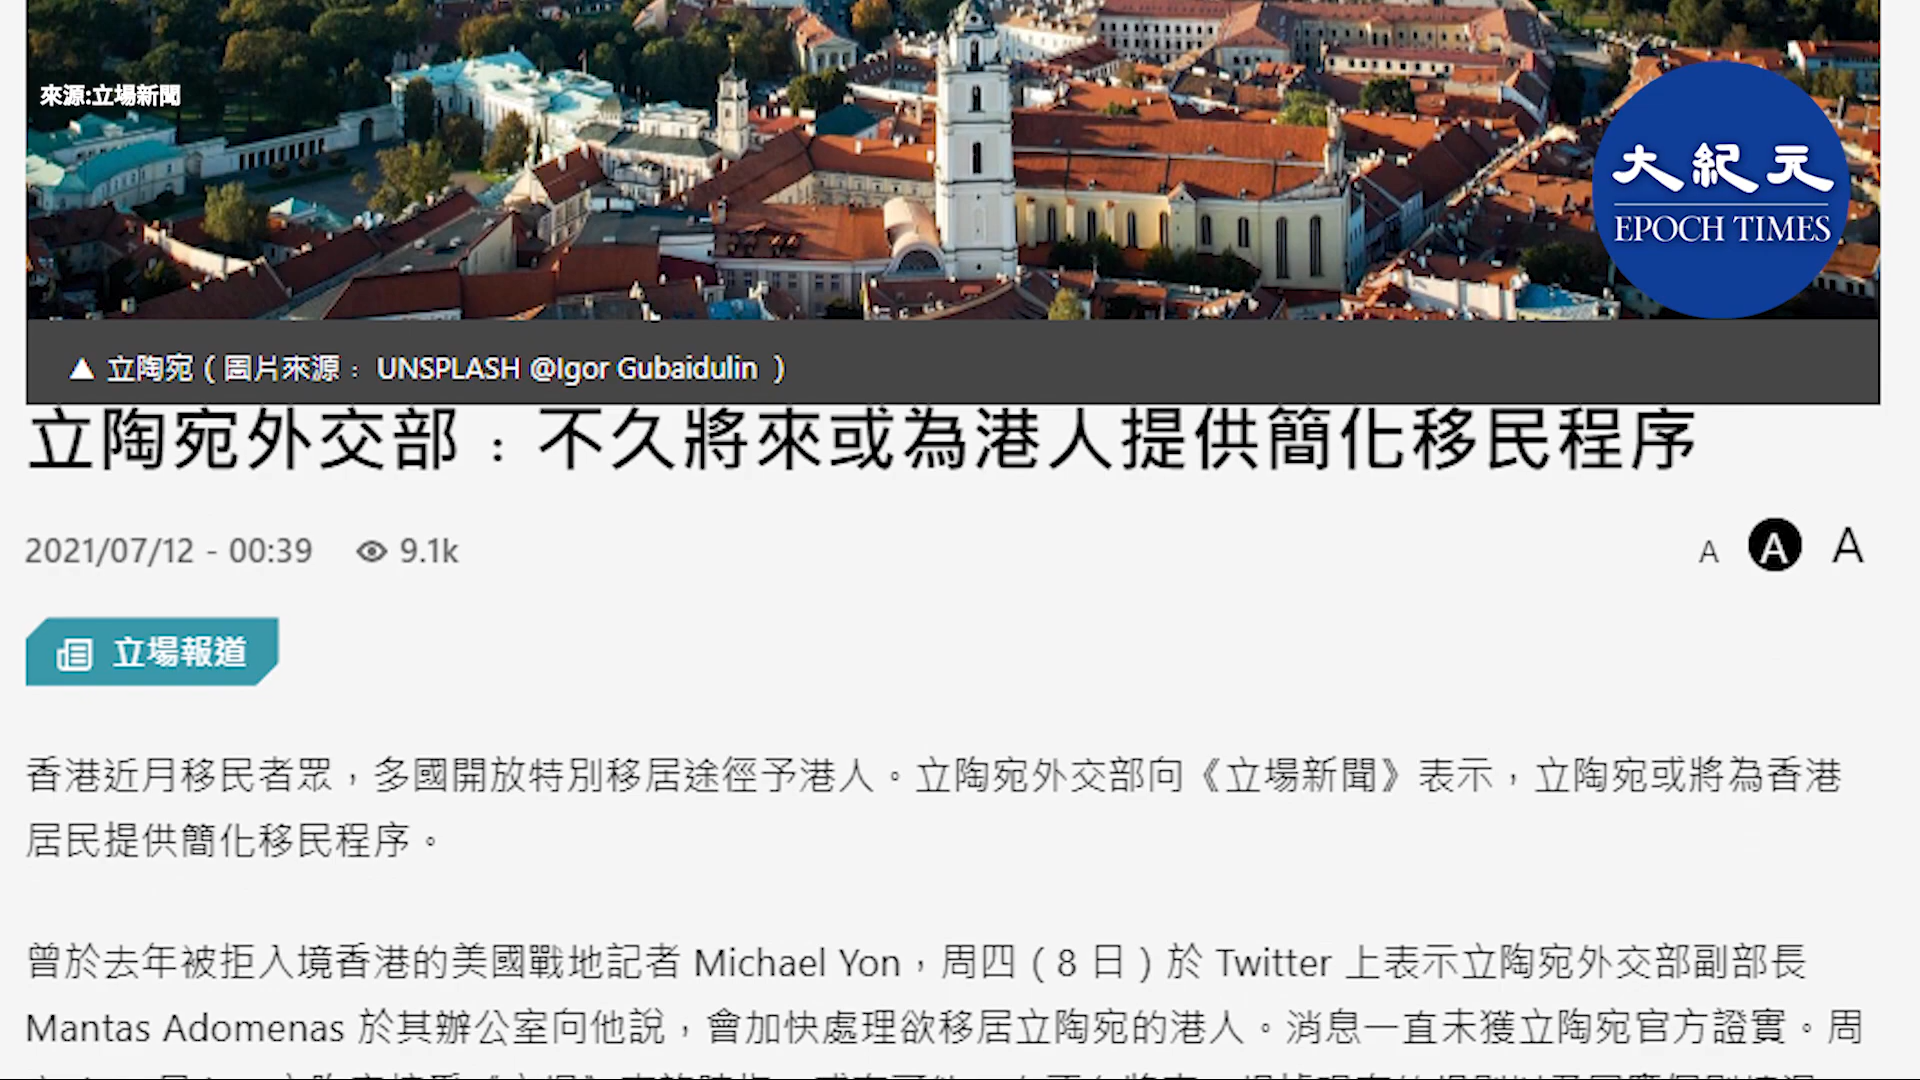 來源:立場新聞
大紀元
EPOCH TIMES
▲ 立陶宛（圖片來源﹕ UNSPLASH @Igor Gubaidulin ）
立陶宛外交部﹕不久將來或為港人提供簡化移民程序
2021/07/12 - 00:39 9.1k
A A A
立場報道
香港近月移民者眾，多國開放特別移居途徑予港人。立陶宛外交部向《立場新聞》表示，立陶宛或將為香港
居民提供簡化移民程序。
曾於去年被拒入境香港的美國戰地記者 Michael Yon，周四（8 日）於 Twitter 上表示立陶宛外交部副部長
Mantas Adomenas 於其辦公室向他說，會加快處理欲移居立陶宛的港人。消息一直未獲立陶宛官方證實。周